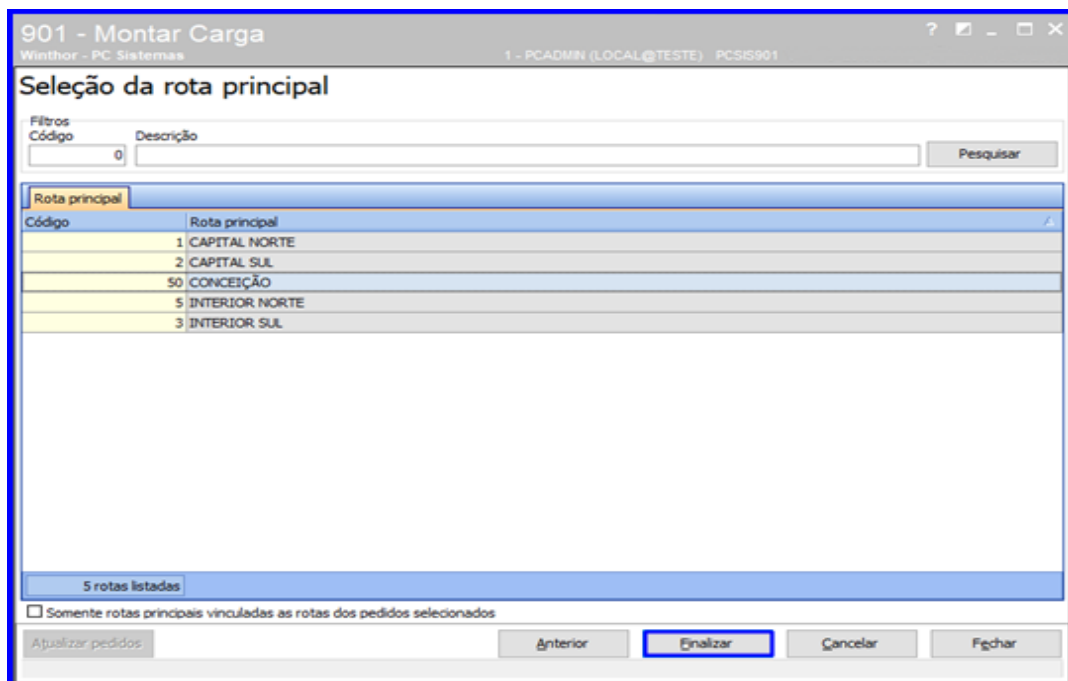 901 - Montar Carga
Winthor - PC Sistemas 1 - PCADMIN (LOCAL@TESTE) PCSIS901
Seleção da rota principal
Filtros
Código Descrição
0 Pesquisar
Rota principal
Código Rota principal
1 CAPITAL NORTE
2 CAPITAL SUL
50 CONCEIÇÃO
5 INTERIOR NORTE
3 INTERIOR SUL
5 rotas listadas
Somente rotas principais vinculadas as rotas dos pedidos selecionados
Atualizar pedidos Anterior Finalizar Cancelar Fechar